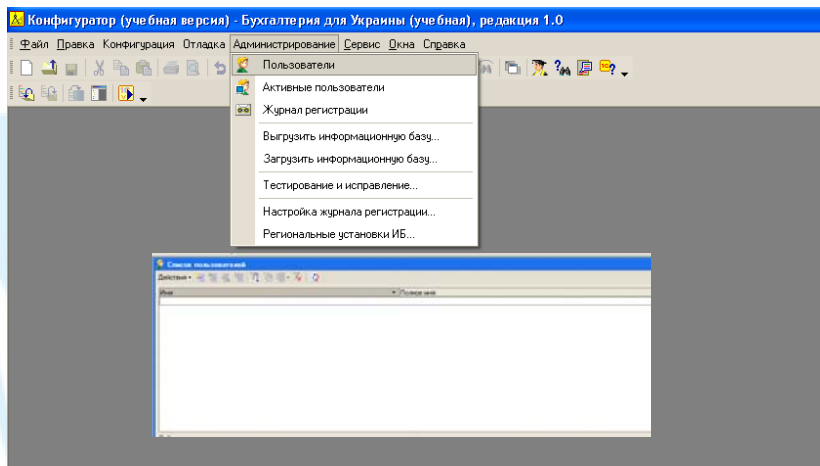 Конфигуратор (учебная версия) - Бухгалтерия для Украины (учебная), редакция 1.0
Файл Правка Конфигурация Отладка Администрирование Сервис Окна Справка
Пользователи
Активные пользователи
Журнал регистрации
Выгрузить информационную базу...
Загрузить информационную базу...
Тестирование и исправление...
Настройка журнала регистрации...
Региональные установки ИБ...
Список пользователей
Действия
Имя Полное имя